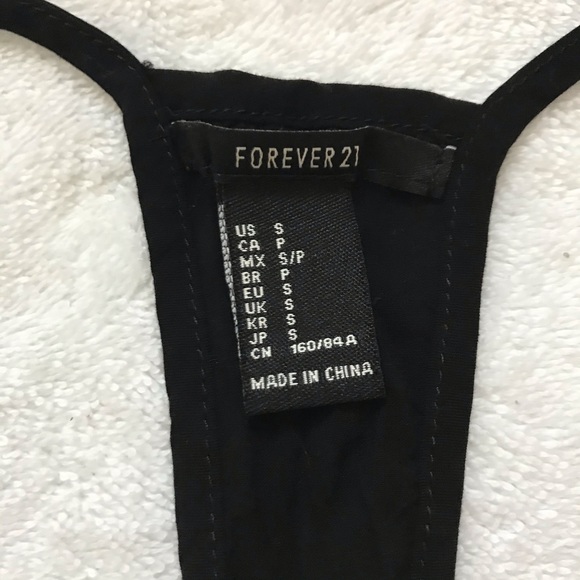 FOREVER 21
US S
CA P
MX S/P
BR P
EU S
UK S
KR S
JP S
CN 160/84A
MADE IN CHINA